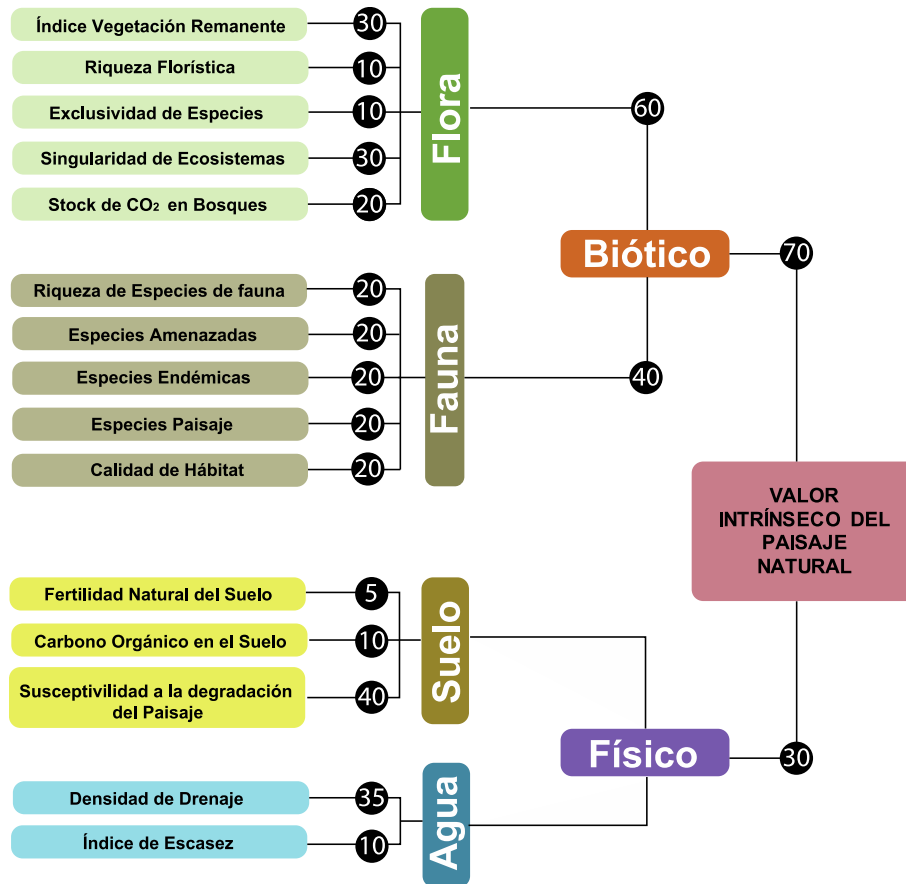 Índice Vegetación Remanente
30
Riqueza Florística
10
Exclusividad de Especies
10
Singularidad de Ecosistemas
30
Stock de CO₂ en Bosques
20
Flora
60
Biótico
70
Riqueza de Especies de fauna
20
Especies Amenazadas
20
Especies Endémicas
20
Especies Paisaje
20
Calidad de Hábitat
20
Fauna
40
VALOR
INTRÍNSECO DEL
PAISAJE
NATURAL
Fertilidad Natural del Suelo
5
Carbono Orgánico en el Suelo
10
Susceptivilidad a la degradación
del Paisaje
40
Suelo
Físico
30
Densidad de Drenaje
35
Índice de Escasez
10
Agua